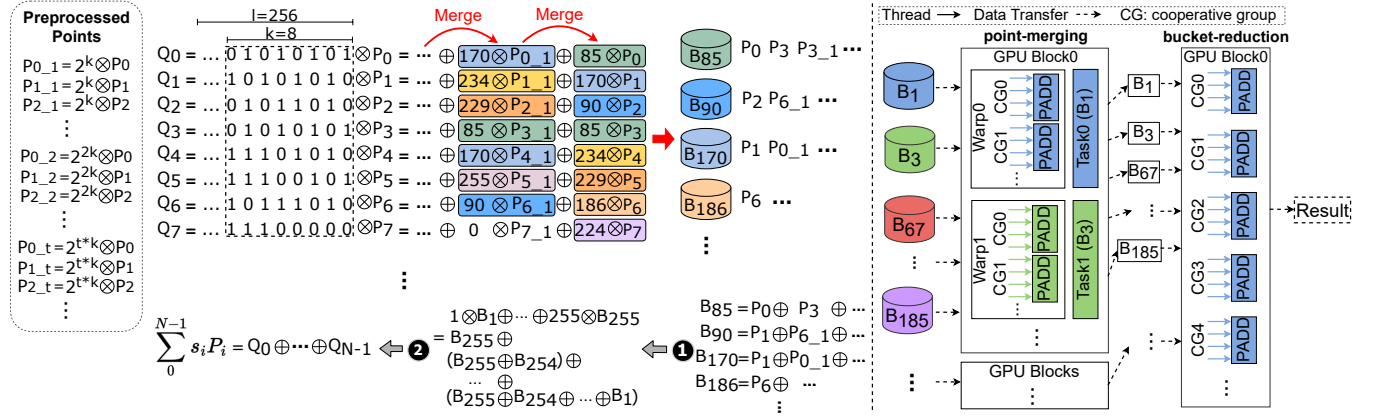 Preprocessed
Points
P0_1=2^k⊗P0
P1_1=2^k⊗P1
P2_1=2^k⊗P2
⋮
P0_2=2^2k⊗P0
P1_2=2^2k⊗P1
P2_2=2^2k⊗P2
⋮
P0_t=2^t*k⊗P0
P1_t=2^t*k⊗P1
P2_t=2^t*k⊗P2
⋮
l=256
k=8
Merge
Merge
Q0 = ... 0 1 0 1 0 1 0 1 ⊗P0 = ··· ⊕ 170⊗P0_1 ⊕ 85⊗P0
Q1 = ... 1 0 1 0 1 0 1 0 ⊗P1 = ··· ⊕ 234⊗P1_1 ⊕ 170⊗P1
Q2 = ... 0 1 0 1 1 0 1 0 ⊗P2 = ··· ⊕ 229⊗P2_1 ⊕ 90⊗P2
Q3 = ... 0 1 0 1 0 1 0 1 ⊗P3 = ··· ⊕ 85⊗P3_1 ⊕ 85⊗P3
Q4 = ... 1 1 1 0 1 0 1 0 ⊗P4 = ··· ⊕ 170⊗P4_1 ⊕ 234⊗P4
Q5 = ... 1 1 1 0 0 1 0 1 ⊗P5 = ··· ⊕ 255⊗P5_1 ⊕ 229⊗P5
Q6 = ... 1 0 1 1 1 0 1 0 ⊗P6 = ··· ⊕ 90 ⊗P6_1 ⊕ 186⊗P6
Q7 = ... 1 1 1 0 0 0 0 0 ⊗P7 = ··· ⊕ 0 ⊗P7_1 ⊕ 224⊗P7
⋮
B85 P0 P3 P3_1 ···
B90 P2 P6_1 ···
B170 P1 P0_1 ···
B186 P6 ···
⋮
B85=P0⊕ P3 ⊕ ···
B90=P1⊕P6_1⊕ ···
B170=P1⊕P0_1⊕ ···
B186=P6⊕ ···
⋮
1
1⊗B1⊕···⊕255⊗B255
= B255⊕
(B255⊕B254) ⊕
... ⊕
(B255⊕B254⊕ ··· ⊕B1)
2
N−1
∑ s_i P_i = Q0 ⊕···⊕QN-1
0
Thread Data Transfer CG: cooperative group
point-merging
GPU Block0
B1
B3
B67
⋮
B185
⋮
Warp0
CG0
PADD
CG1
PADD
⋮
Task0 (B1)
Warp1
CG0
PADD
CG1
PADD
⋮
Task1 (B3)
⋮
GPU Blocks
B1
B3
B67
⋮
B185
⋮
bucket-reduction
GPU Block0
CG0
PADD
CG1
PADD
CG2
PADD
CG3
PADD
CG4
PADD
⋮
Result